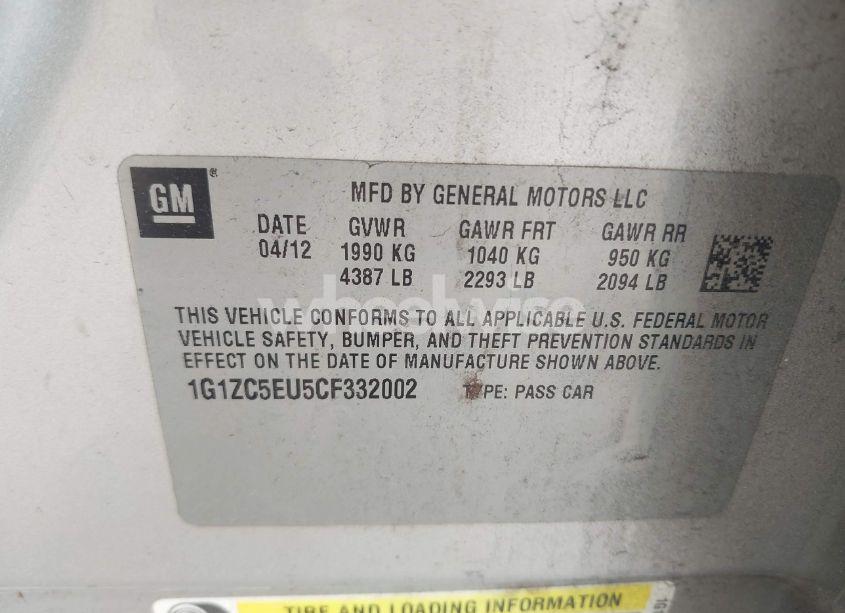 GM
MFD BY GENERAL MOTORS LLC
DATE GVWR GAWR FRT GAWR RR
04/12 1990 KG 1040 KG 950 KG
4387 LB 2293 LB 2094 LB
wheelwise
THIS VEHICLE CONFORMS TO ALL APPLICABLE U.S. FEDERAL MOTOR
VEHICLE SAFETY, BUMPER, AND THEFT PREVENTION STANDARDS IN
EFFECT ON THE DATE OF MANUFACTURE SHOWN ABOVE.
1G1ZC5EU5CF332002 TYPE: PASS CAR
TIRE AND LOADING INFORMATION